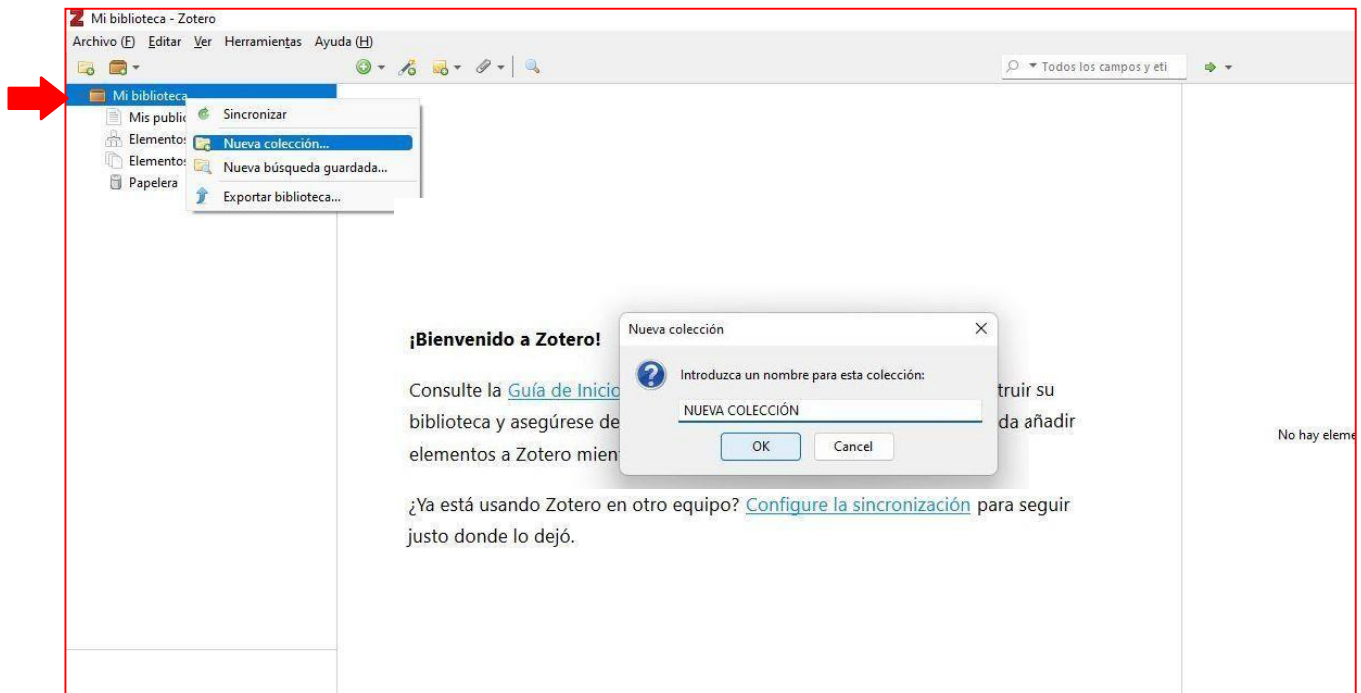 Mi biblioteca - Zotero
Archivo (F) Editar Ver Herramientas Ayuda (H)
Todos los campos y eti
Mi biblioteca
Mis public
Elementos
Elementos
Papelera
Sincronizar
Nueva colección...
Nueva búsqueda guardada...
Exportar biblioteca...
¡Bienvenido a Zotero!
Consulte la Guía de Inicio
truir su
biblioteca y asegúrese de
da añadir
elementos a Zotero mien
¿Ya está usando Zotero en otro equipo? Configure la sincronización para seguir
justo donde lo dejó.
Nueva colección
Introduzca un nombre para esta colección:
NUEVA COLECCIÓN
OK Cancel
No hay eleme